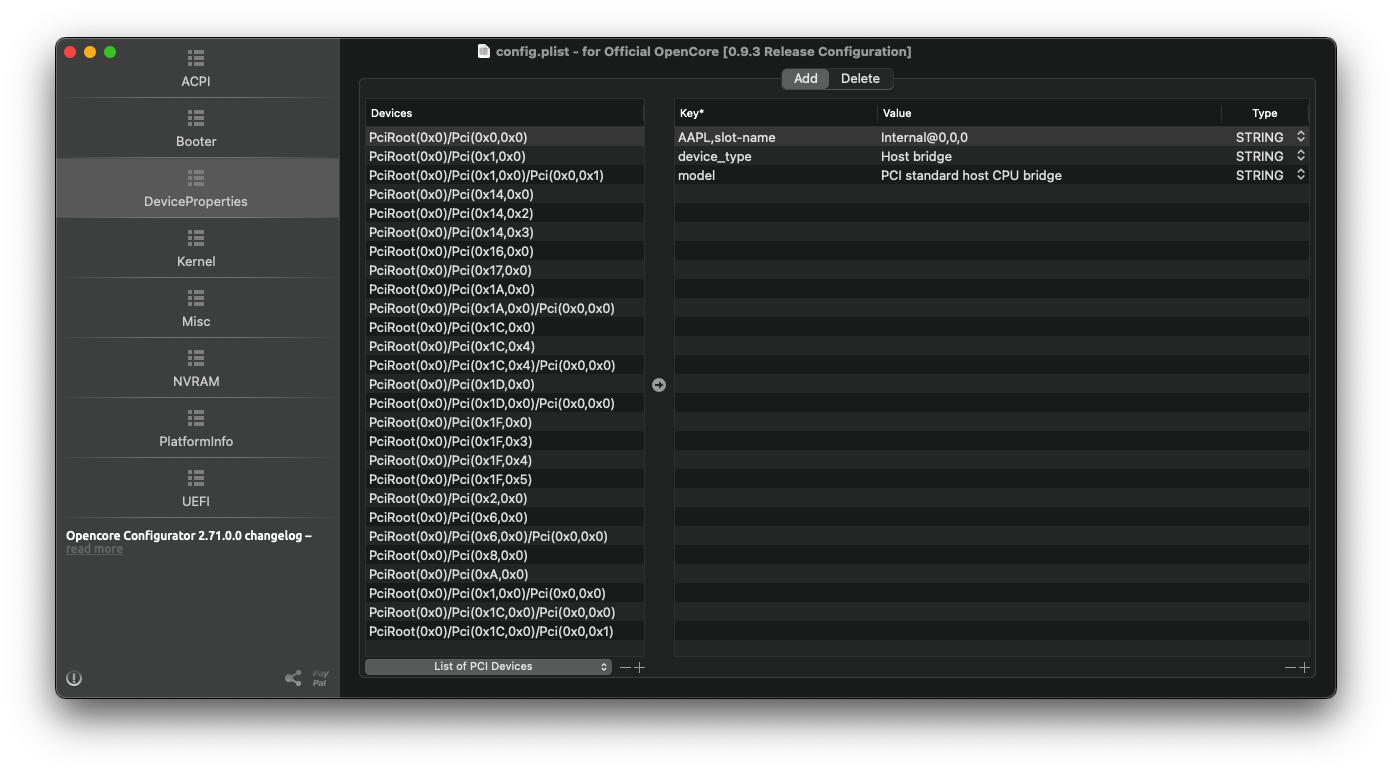 config.plist - for Official OpenCore [0.9.3 Release Configuration]
ACPI
Booter
DeviceProperties
Kernel
Misc
NVRAM
PlatformInfo
UEFI
Opencore Configurator 2.71.0.0 changelog –
read more
Pay
Pal
Add Delete
Devices
PciRoot(0x0)/Pci(0x0,0x0)
PciRoot(0x0)/Pci(0x1,0x0)
PciRoot(0x0)/Pci(0x1,0x0)/Pci(0x0,0x1)
PciRoot(0x0)/Pci(0x14,0x0)
PciRoot(0x0)/Pci(0x14,0x2)
PciRoot(0x0)/Pci(0x14,0x3)
PciRoot(0x0)/Pci(0x16,0x0)
PciRoot(0x0)/Pci(0x17,0x0)
PciRoot(0x0)/Pci(0x1A,0x0)
PciRoot(0x0)/Pci(0x1A,0x0)/Pci(0x0,0x0)
PciRoot(0x0)/Pci(0x1C,0x0)
PciRoot(0x0)/Pci(0x1C,0x4)
PciRoot(0x0)/Pci(0x1C,0x4)/Pci(0x0,0x0)
PciRoot(0x0)/Pci(0x1D,0x0)
PciRoot(0x0)/Pci(0x1D,0x0)/Pci(0x0,0x0)
PciRoot(0x0)/Pci(0x1F,0x0)
PciRoot(0x0)/Pci(0x1F,0x3)
PciRoot(0x0)/Pci(0x1F,0x4)
PciRoot(0x0)/Pci(0x1F,0x5)
PciRoot(0x0)/Pci(0x2,0x0)
PciRoot(0x0)/Pci(0x6,0x0)
PciRoot(0x0)/Pci(0x6,0x0)/Pci(0x0,0x0)
PciRoot(0x0)/Pci(0x8,0x0)
PciRoot(0x0)/Pci(0xA,0x0)
PciRoot(0x0)/Pci(0x1,0x0)/Pci(0x0,0x0)
PciRoot(0x0)/Pci(0x1C,0x0)/Pci(0x0,0x0)
PciRoot(0x0)/Pci(0x1C,0x0)/Pci(0x0,0x1)
List of PCI Devices
Key* Value Type
AAPL,slot-name Internal@0,0,0 STRING
device_type Host bridge STRING
model PCI standard host CPU bridge STRING